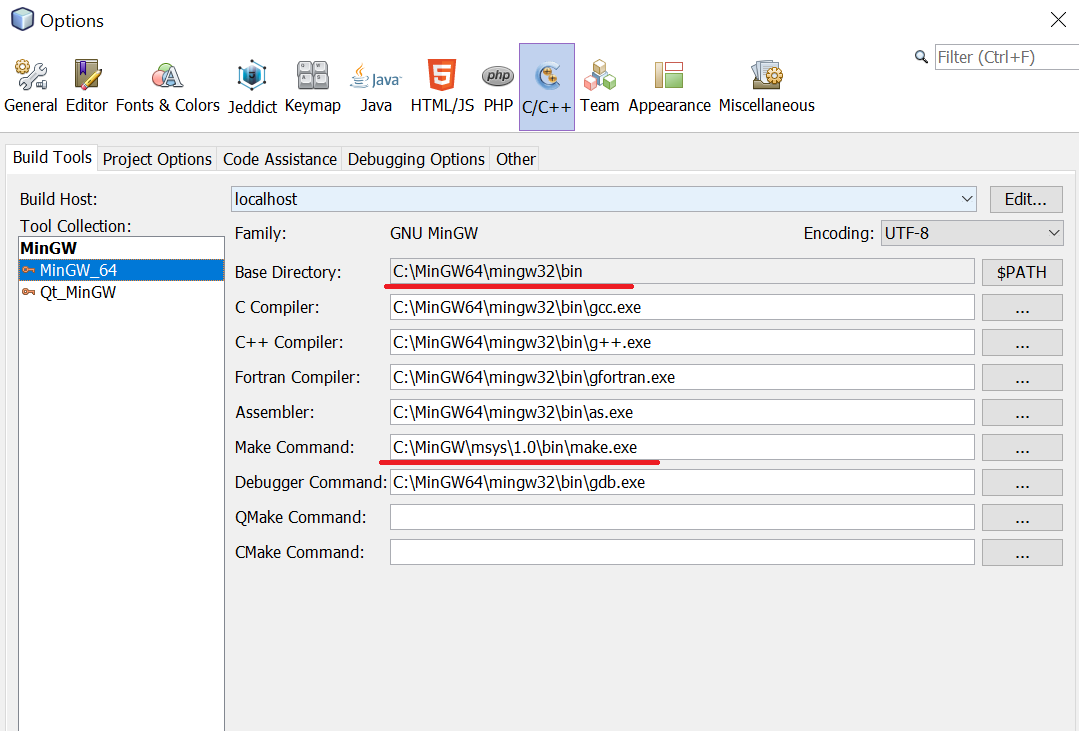 Options
Filter (Ctrl+F)
General Editor Fonts & Colors Jeddict Keymap Java HTML/JS PHP C/C++ Team Appearance Miscellaneous
Java
php
Build Tools Project Options Code Assistance Debugging Options Other
Build Host: localhost Edit...
Tool Collection:
MinGW
MinGW_64
Qt_MinGW
Family: GNU MinGW Encoding: UTF-8
Base Directory: C:\MinGW64\mingw32\bin $PATH
C Compiler: C:\MinGW64\mingw32\bin\gcc.exe ...
C++ Compiler: C:\MinGW64\mingw32\bin\g++.exe ...
Fortran Compiler: C:\MinGW64\mingw32\bin\gfortran.exe ...
Assembler: C:\MinGW64\mingw32\bin\as.exe ...
Make Command: C:\MinGW\msys\1.0\bin\make.exe ...
Debugger Command: C:\MinGW64\mingw32\bin\gdb.exe ...
QMake Command: ...
CMake Command: ...